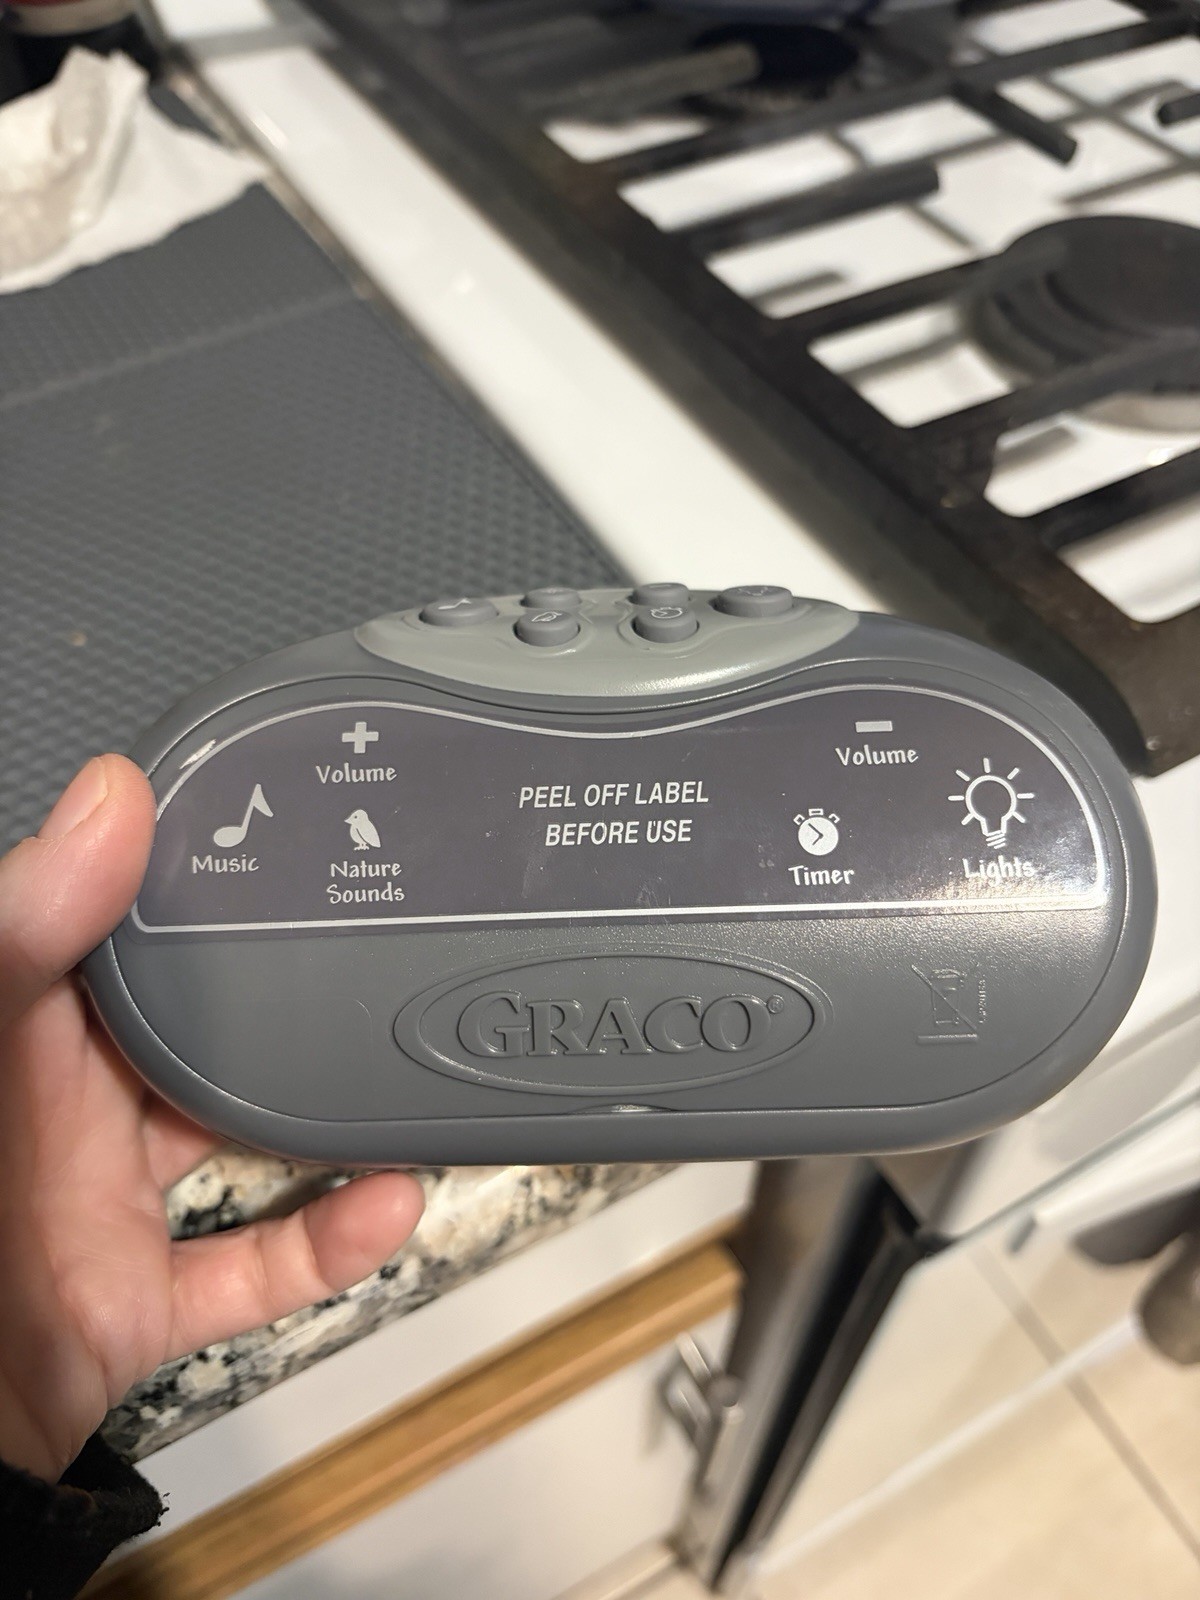 Volume
Volume
PEEL OFF LABEL
BEFORE USE
Music
Nature
Sounds
Timer
Lights
GRACO®